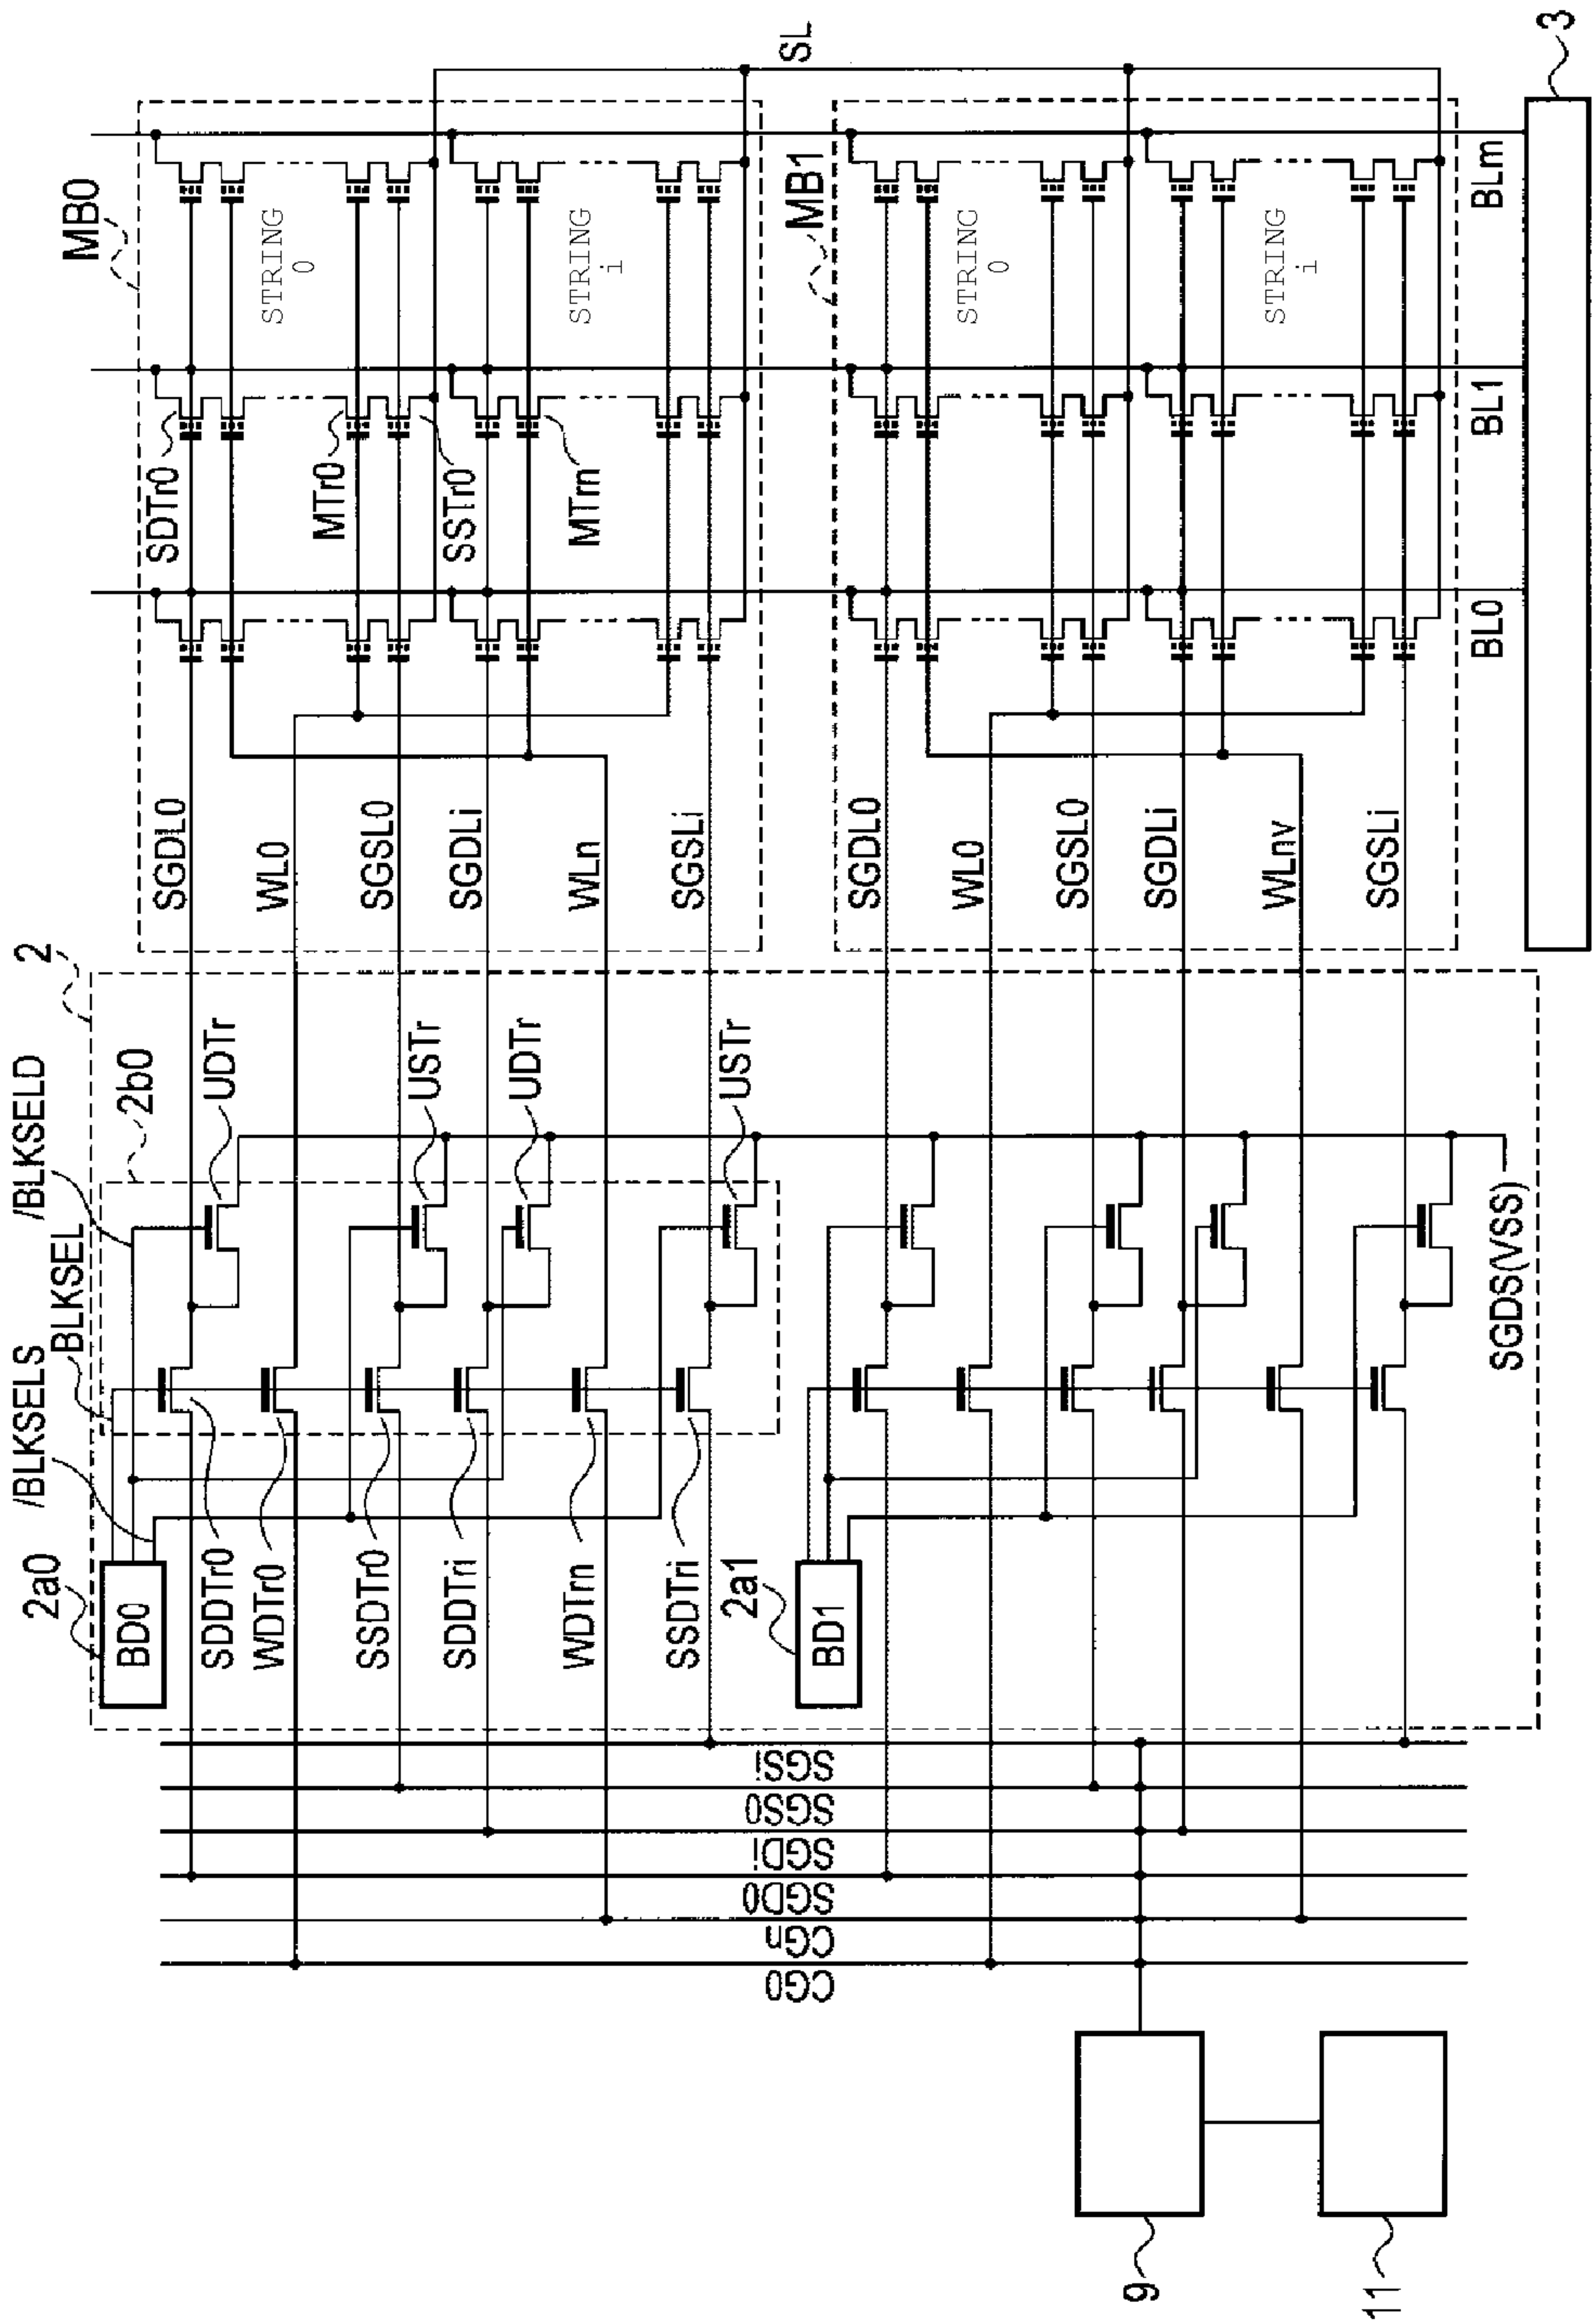 2
/BLKSELD
2b0
BLKSEL
/BLKSELS
2a0
BD0
UDTr
USTr
UDTr
USTr
SDDTr0
WDTr0
SSDTr0
SDDTri
WDTrn
SSDTri
2a1
BD1
SGDS(VSS)
SGSi
SGS0
SGDi
SGD0
CGn
CG0
9
11
MB0
SGDL0
WL0
SGSL0
SGDLi
WLn
SGSLi
SDTr0
MTr0
SSTr0
MTrn
STRING
0
STRING
i
SL
MB1
SGDL0
WL0
SGSL0
SGDLi
WLnv
SGSLi
STRING
0
STRING
i
BL0
BL1
BLm
3